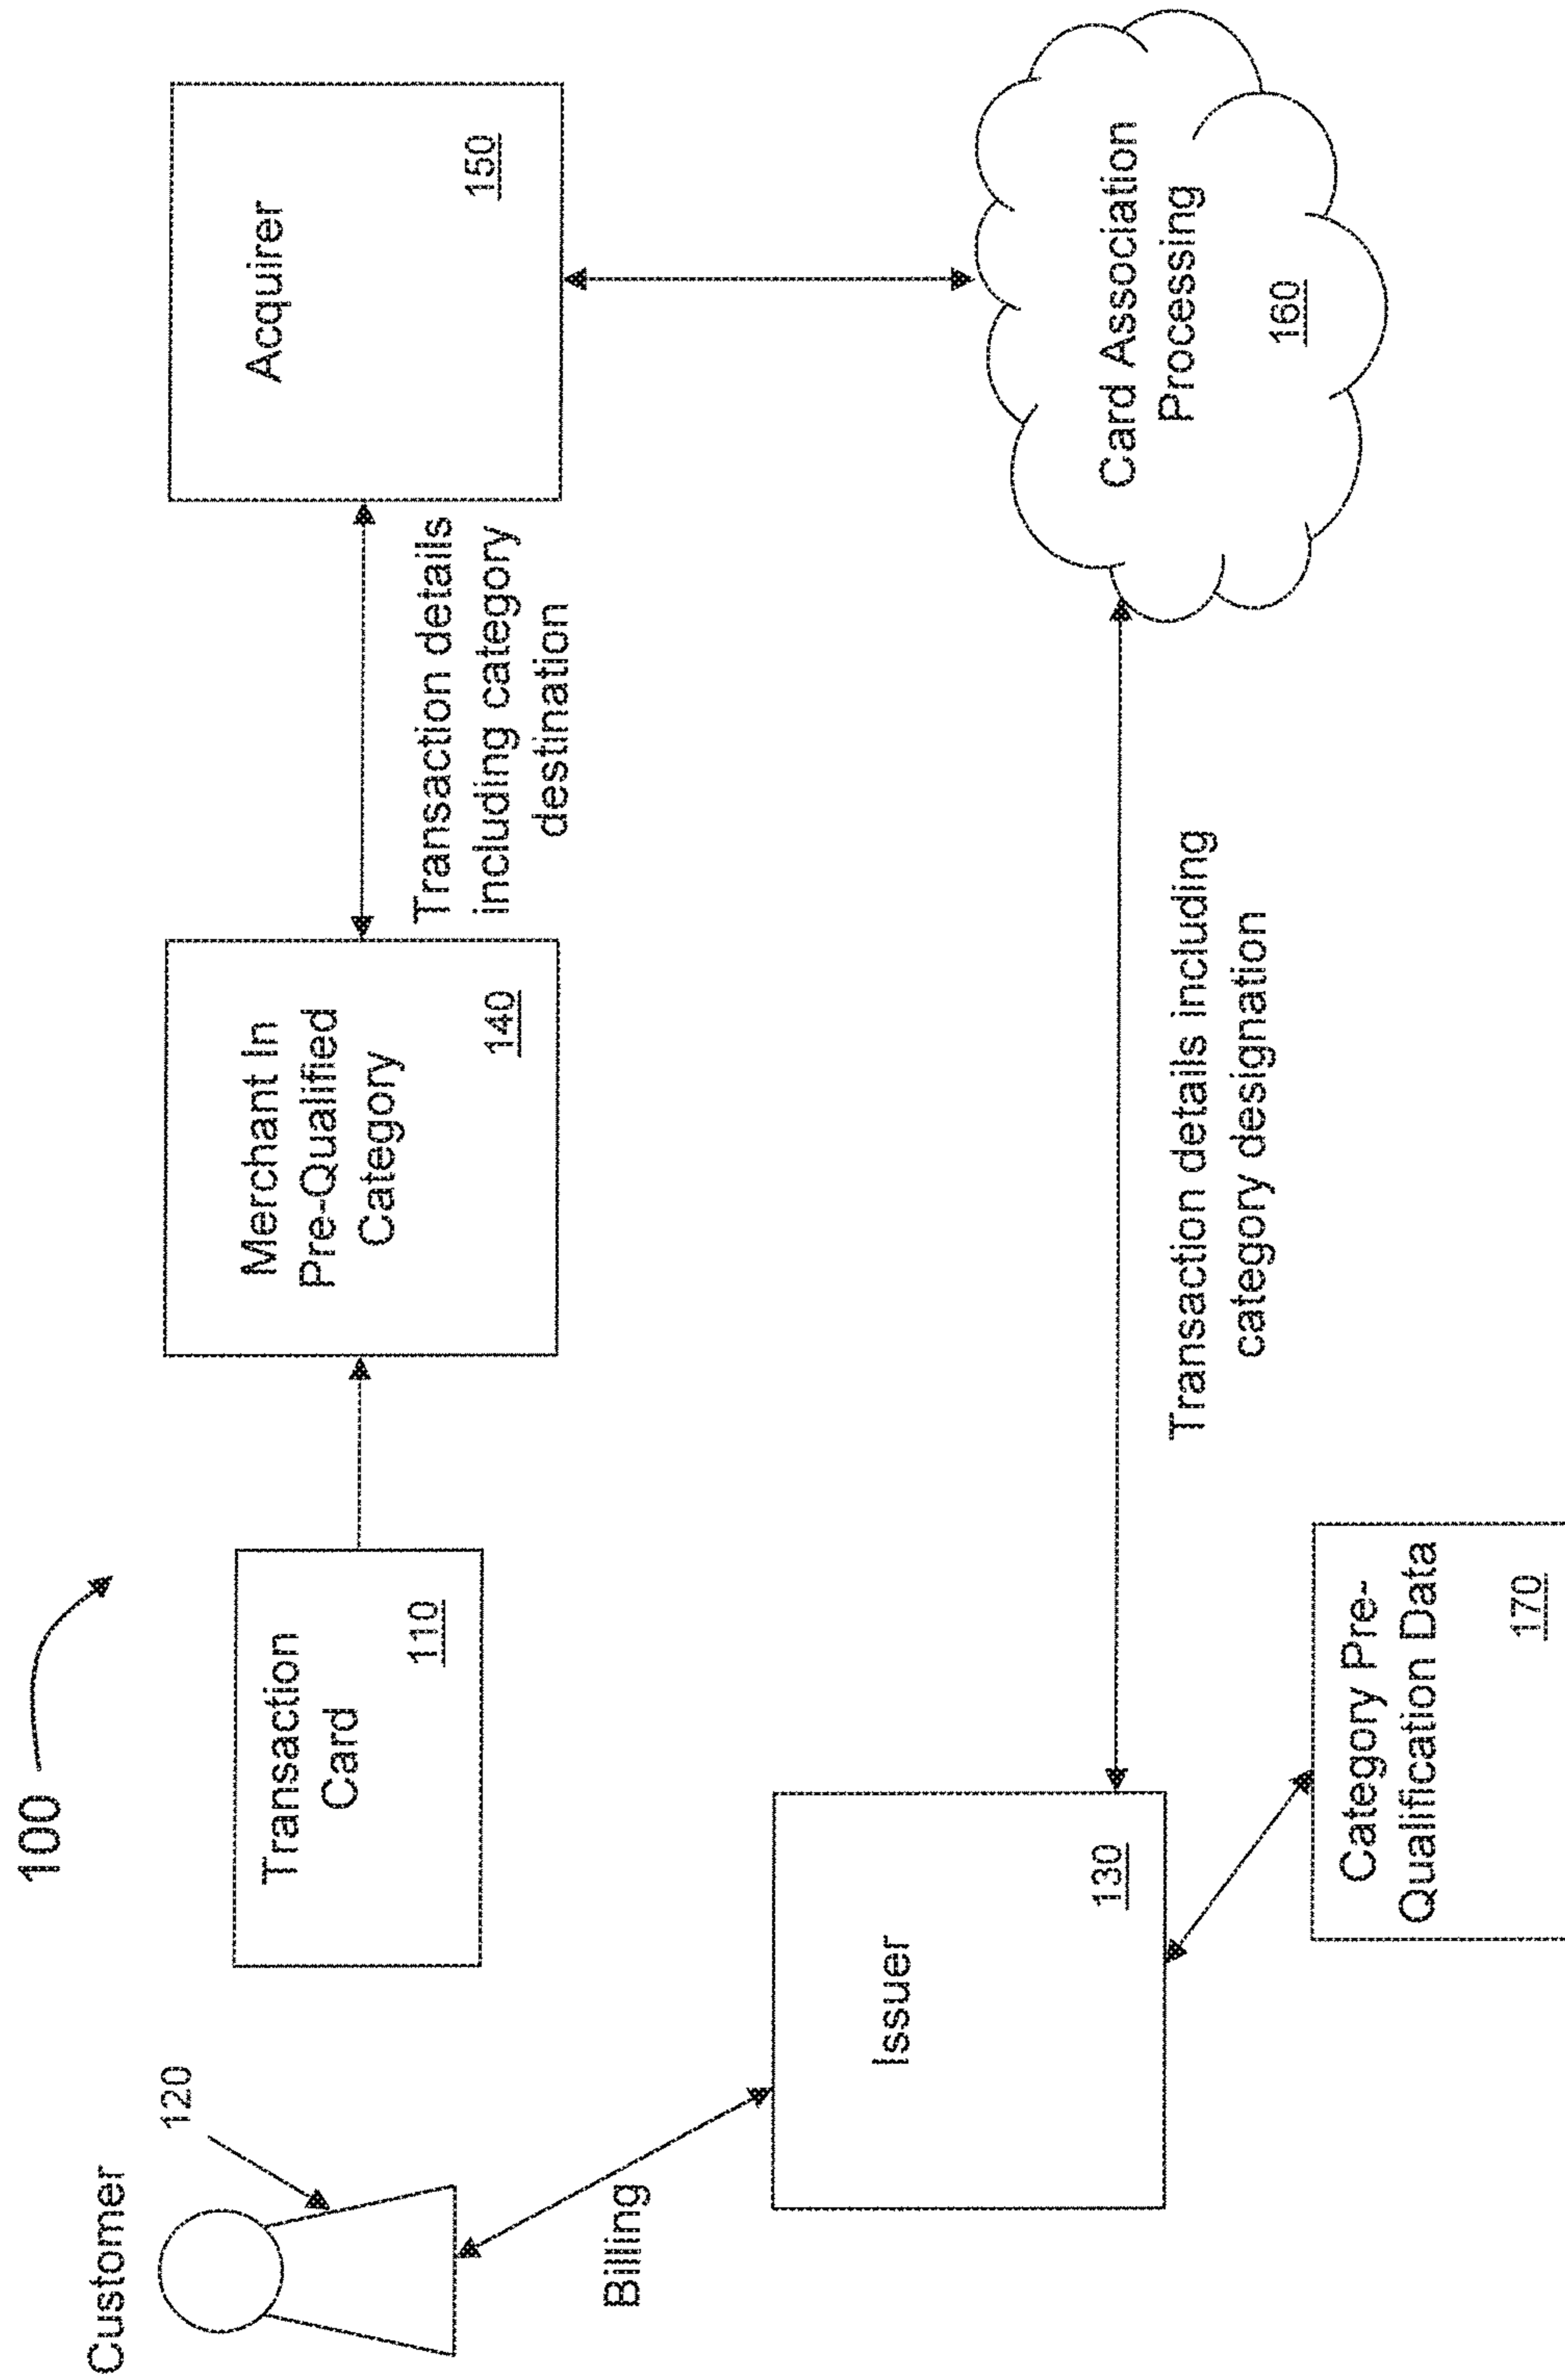 100
Customer
120
Transaction
Card
110
Merchant In
Pre-Qualified
Category
140
Transaction details
including category
destination
Acquirer
150
Billing
Issuer
130
Transaction details including
category designation
Card Association
Processing
160
Category Pre-
Qualification Data
170